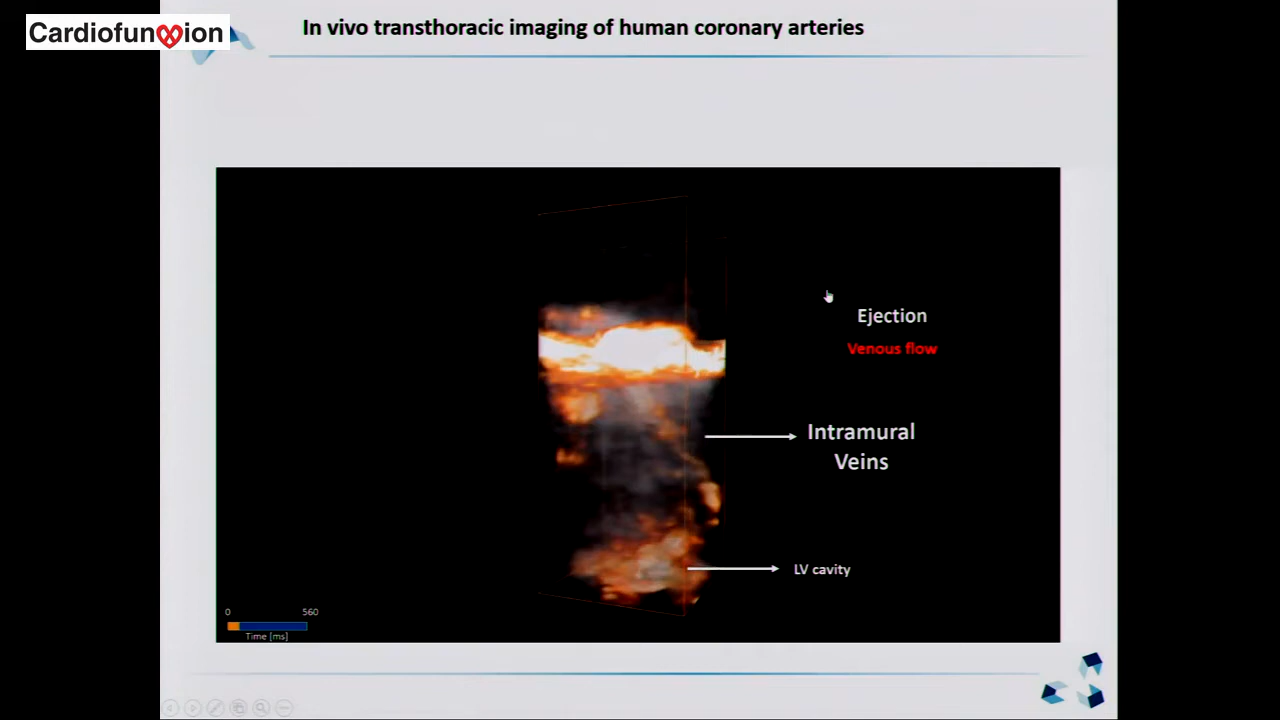 Cardiofunxion
In vivo transthoracic imaging of human coronary arteries
Ejection
Venous flow
Intramural
Veins
LV cavity
0 560
Time [ms]